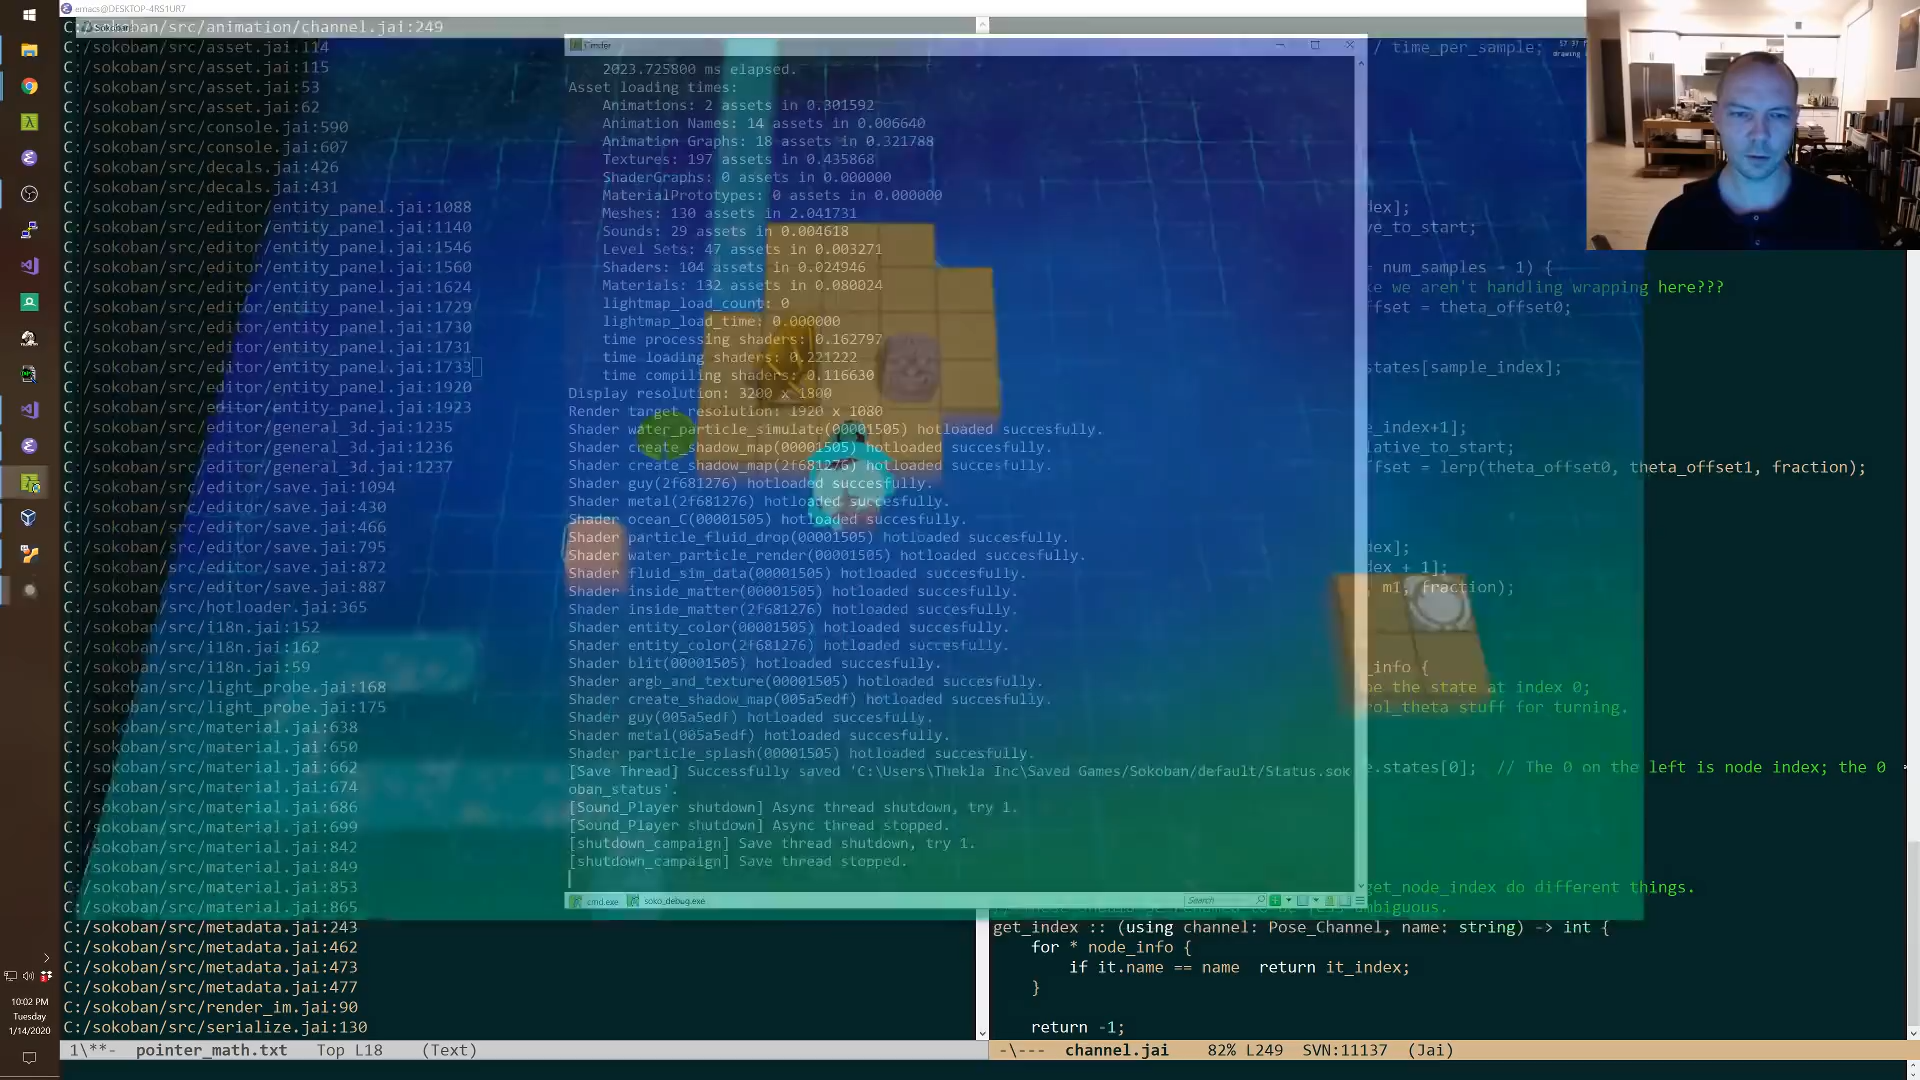 emacs@DESKTOP-4RS1UR7
C:/sokoban/src/animation/channel.jai:249
C:/sokoban/src/asset.jai:114
C:/sokoban/src/asset.jai:115
C:/sokoban/src/asset.jai:53
C:/sokoban/src/asset.jai:62
C:/sokoban/src/console.jai:590
C:/sokoban/src/console.jai:607
C:/sokoban/src/decals.jai:426
C:/sokoban/src/decals.jai:431
C:/sokoban/src/editor/entity_panel.jai:1088
C:/sokoban/src/editor/entity_panel.jai:1140
C:/sokoban/src/editor/entity_panel.jai:1546
C:/sokoban/src/editor/entity_panel.jai:1560
C:/sokoban/src/editor/entity_panel.jai:1624
C:/sokoban/src/editor/entity_panel.jai:1729
C:/sokoban/src/editor/entity_panel.jai:1730
C:/sokoban/src/editor/entity_panel.jai:1731
C:/sokoban/src/editor/entity_panel.jai:1733
C:/sokoban/src/editor/entity_panel.jai:1920
C:/sokoban/src/editor/entity_panel.jai:1923
C:/sokoban/src/editor/general_3d.jai:1235
C:/sokoban/src/editor/general_3d.jai:1236
C:/sokoban/src/editor/general_3d.jai:1237
C:/sokoban/src/editor/save.jai:1094
C:/sokoban/src/editor/save.jai:430
C:/sokoban/src/editor/save.jai:466
C:/sokoban/src/editor/save.jai:795
C:/sokoban/src/editor/save.jai:872
C:/sokoban/src/editor/save.jai:887
C:/sokoban/src/hotloader.jai:365
C:/sokoban/src/i18n.jai:152
C:/sokoban/src/i18n.jai:162
C:/sokoban/src/i18n.jai:59
C:/sokoban/src/light_probe.jai:168
C:/sokoban/src/light_probe.jai:175
C:/sokoban/src/material.jai:638
C:/sokoban/src/material.jai:650
C:/sokoban/src/material.jai:662
C:/sokoban/src/material.jai:674
C:/sokoban/src/material.jai:686
C:/sokoban/src/material.jai:699
C:/sokoban/src/material.jai:842
C:/sokoban/src/material.jai:849
C:/sokoban/src/material.jai:853
C:/sokoban/src/material.jai:865
C:/sokoban/src/metadata.jai:243
C:/sokoban/src/metadata.jai:462
C:/sokoban/src/metadata.jai:473
C:/sokoban/src/metadata.jai:477
C:/sokoban/src/render_im.jai:90
C:/sokoban/src/serialize.jai:130
1\**- pointer_math.txt Top L18 (Text)
Cmder
2023.725800 ms elapsed.
Asset loading times:
Animations: 2 assets in 0.301592
Animation Names: 14 assets in 0.006640
Animation Graphs: 18 assets in 0.321788
Textures: 197 assets in 0.435868
ShaderGraphs: 0 assets in 0.000000
MaterialPrototypes: 0 assets in 0.000000
Meshes: 130 assets in 2.041731
Sounds: 29 assets in 0.004618
Level Sets: 47 assets in 0.003271
Shaders: 104 assets in 0.024946
Materials: 132 assets in 0.080024
lightmap_load_count: 0
lightmap_load_time: 0.000000
time processing shaders: 0.162797
time loading shaders: 0.221222
time compiling shaders: 0.116630
Display resolution: 3200 x 1800
Render target resolution: 1920 x 1080
Shader water_particle_simulate(00001505) hotloaded succesfully.
Shader create_shadow_map(00001505) hotloaded succesfully.
Shader create_shadow_map(2f681276) hotloaded succesfully.
Shader guy(2f681276) hotloaded succesfully.
Shader metal(2f681276) hotloaded succesfully.
Shader ocean_C(00001505) hotloaded succesfully.
Shader particle_fluid_drop(00001505) hotloaded succesfully.
Shader water_particle_render(00001505) hotloaded succesfully.
Shader fluid_sim_data(00001505) hotloaded succesfully.
Shader inside_matter(00001505) hotloaded succesfully.
Shader inside_matter(2f681276) hotloaded succesfully.
Shader entity_color(00001505) hotloaded succesfully.
Shader entity_color(2f681276) hotloaded succesfully.
Shader blit(00001505) hotloaded succesfully.
Shader argb_and_texture(00001505) hotloaded succesfully.
Shader create_shadow_map(005a5edf) hotloaded succesfully.
Shader guy(005a5edf) hotloaded succesfully.
Shader metal(005a5edf) hotloaded succesfully.
Shader particle_splash(00001505) hotloaded succesfully.
[Save Thread] Successfully saved 'C:\Users\Thekla Inc\Saved Games/Sokoban/default/Status.sok
oban_status'.
[Sound_Player shutdown] Async thread shutdown, try 1.
[Sound_Player shutdown] Async thread stopped.
[shutdown_campaign] Save thread shutdown, try 1.
[shutdown_campaign] Save thread stopped.
cmd.exe soko_debug.exe Search
/ time_per_sample;
drawing
dex];
ve_to_start;
= num_samples - 1) {
ke we aren't handling wrapping here???
ffset = theta_offset0;
states[sample_index];
e_index+1];
lative_to_start;
ffset = lerp(theta_offset0, theta_offset1, fraction);
dex];
dex + 1];
m1, fraction);
_info {
be the state at index 0;
rol_theta stuff for turning.
e.states[0]; // The 0 on the left is node index; the 0
get_node_index do different things.
ambiguous.
get_index :: (using channel: Pose_Channel, name: string) -> int {
for * node_info {
if it.name == name return it_index;
}
return -1;
-\--- channel.jai 82% L249 SVN:11137 (Jai)
10:02 PM
Tuesday
1/14/2020